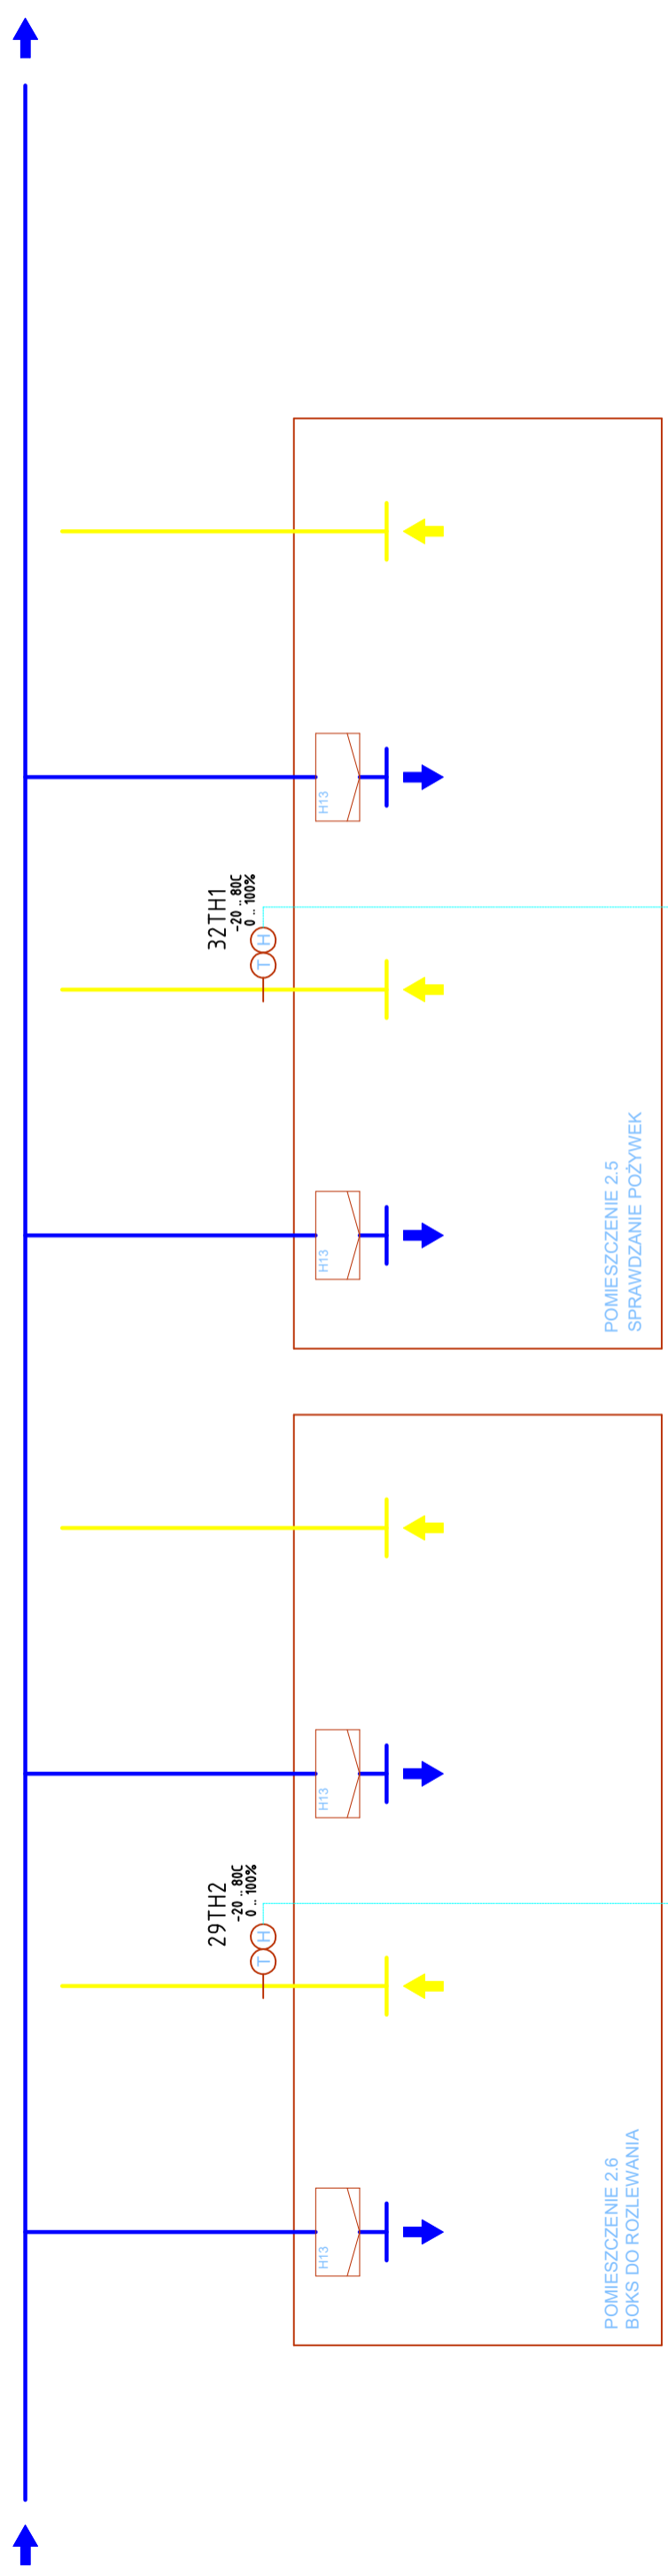 H13
32TH1
-20 .. 80C
0 .. 100%
T H
H13
POMIESZCZENIE 2.5
SPRAWDZANIE POŻYWEK
H13
29TH2
-20 .. 80C
0 .. 100%
T H
H13
POMIESZCZENIE 2.6
BOKS DO ROZLEWANIA